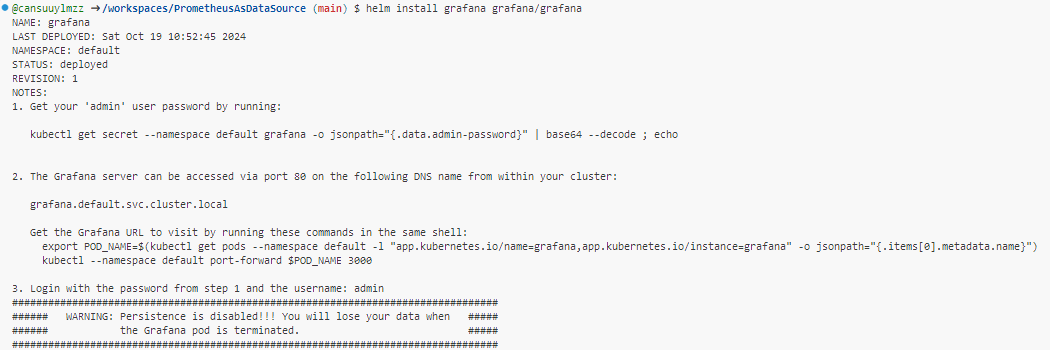 @cansuuylmzz →/workspaces/PrometheusAsDataSource (main) $ helm install grafana grafana/grafana
NAME: grafana
LAST DEPLOYED: Sat Oct 19 10:52:45 2024
NAMESPACE: default
STATUS: deployed
REVISION: 1
NOTES:
1. Get your 'admin' user password by running:
kubectl get secret --namespace default grafana -o jsonpath="{.data.admin-password}" | base64 --decode ; echo
2. The Grafana server can be accessed via port 80 on the following DNS name from within your cluster:
grafana.default.svc.cluster.local
Get the Grafana URL to visit by running these commands in the same shell:
export POD_NAME=$(kubectl get pods --namespace default -l "app.kubernetes.io/name=grafana,app.kubernetes.io/instance=grafana" -o jsonpath="{.items[0].metadata.name}")
kubectl --namespace default port-forward $POD_NAME 3000
3. Login with the password from step 1 and the username: admin
#################################################################################
######   WARNING: Persistence is disabled!!! You will lose your data when   #####
######            the Grafana pod is terminated.                            #####
#################################################################################